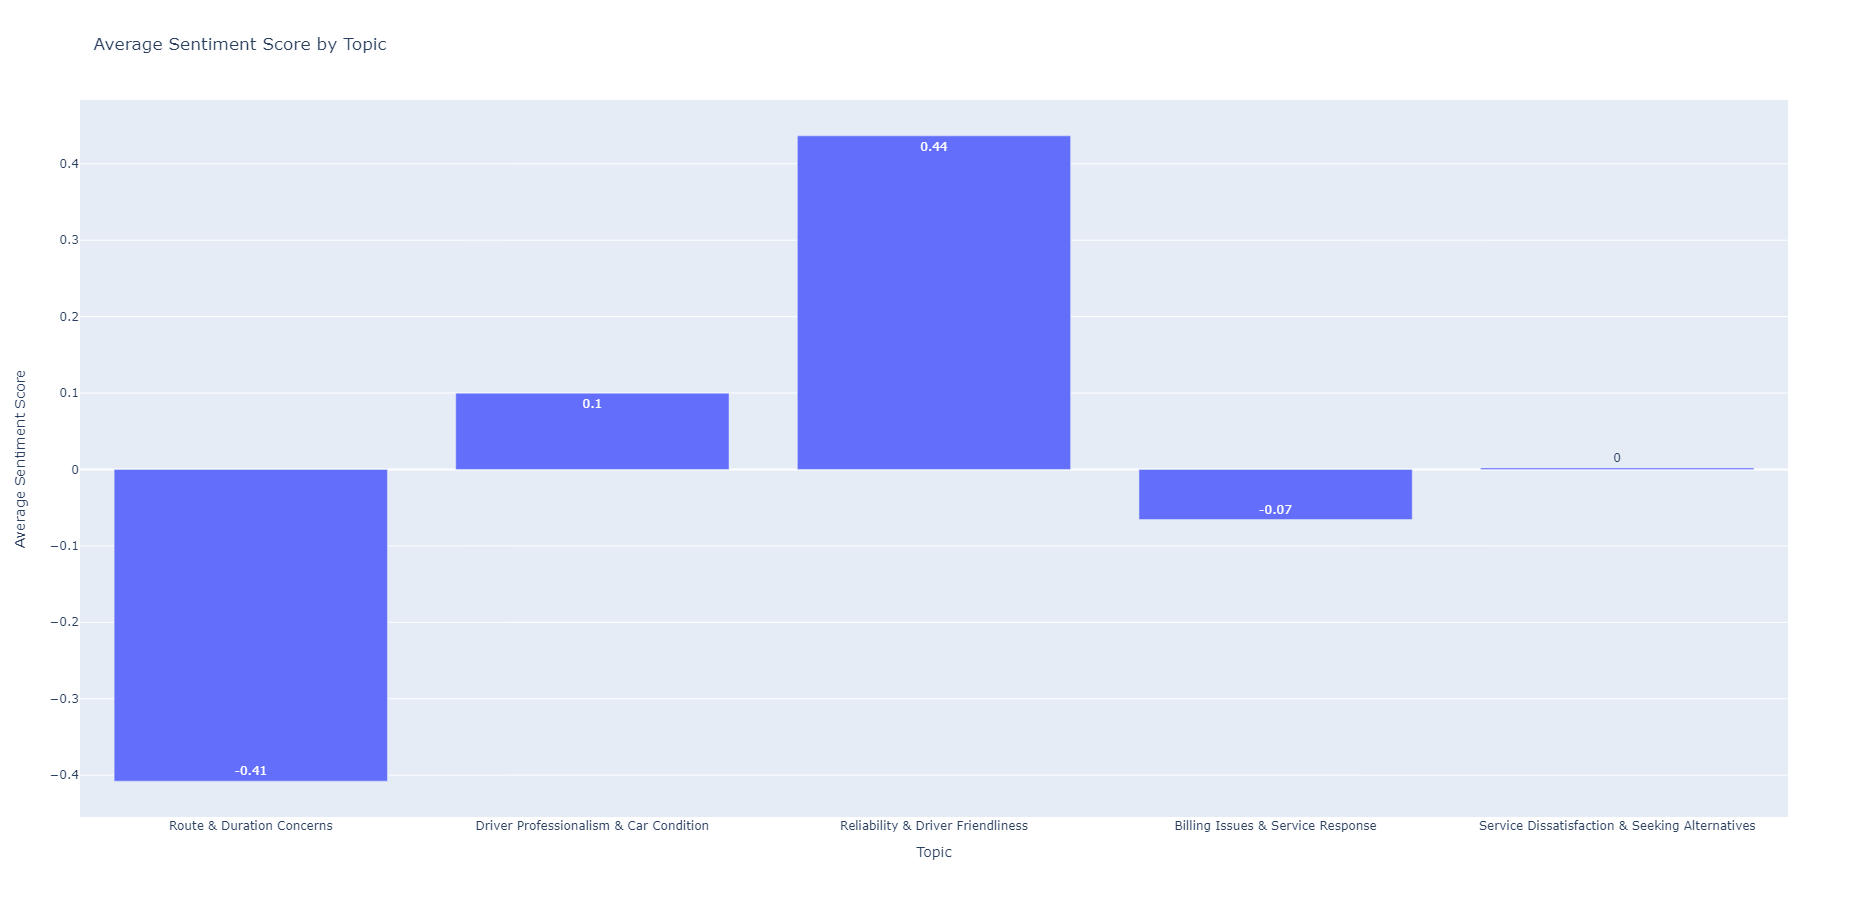 Average Sentiment Score by Topic
Average Sentiment Score
0.4
0.3
0.2
0.1
0
−0.1
−0.2
−0.3
−0.4
-0.41
0.1
0.44
-0.07
0
Route & Duration Concerns
Driver Professionalism & Car Condition
Reliability & Driver Friendliness
Billing Issues & Service Response
Service Dissatisfaction & Seeking Alternatives
Topic